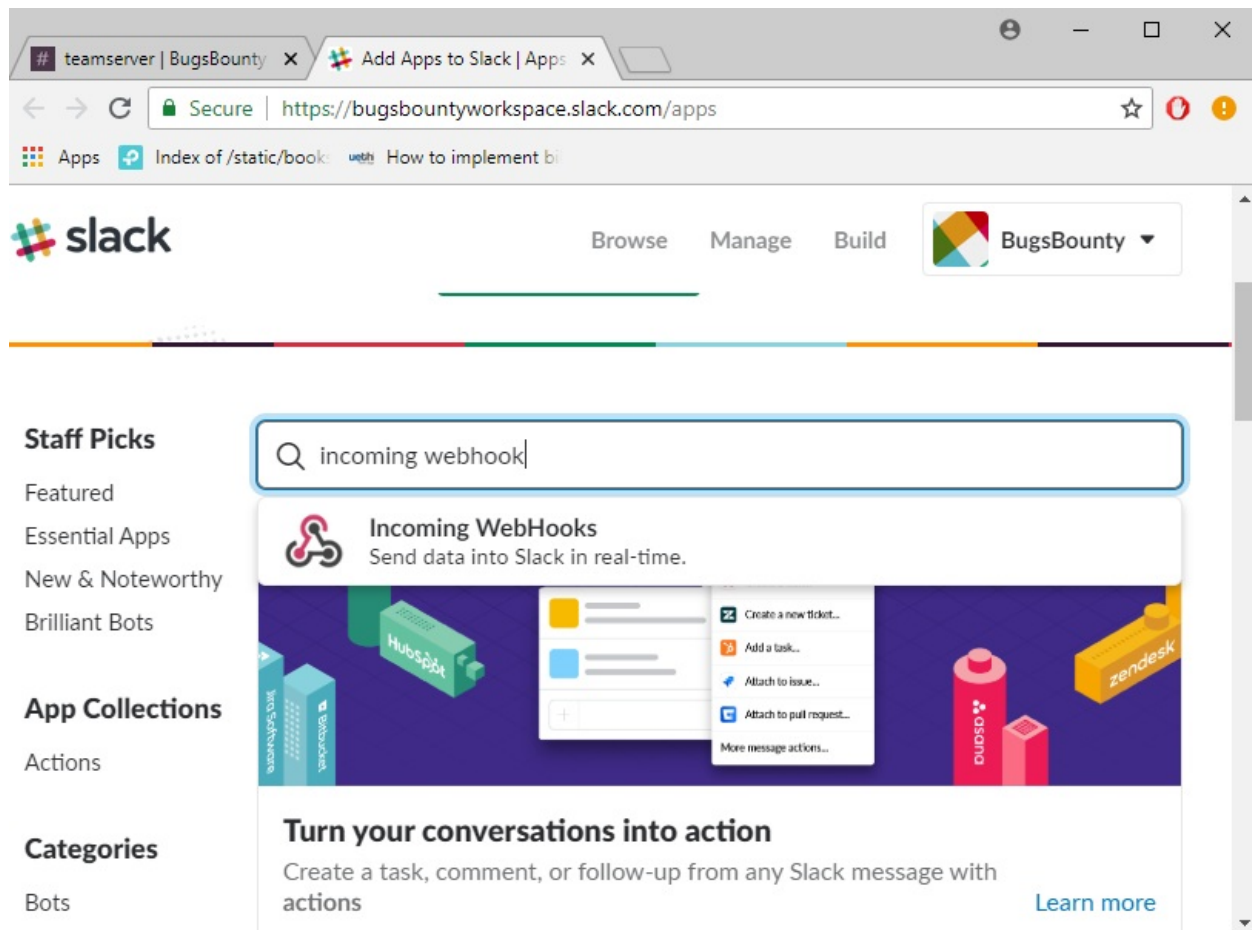 # teamserver | BugsBounty
Add Apps to Slack | Apps
Secure | https://bugsbountyworkspace.slack.com/apps
Apps Index of /static/book How to implement bi
slack Browse Manage Build BugsBounty
Staff Picks
incoming webhook
Featured
Incoming WebHooks
Essential Apps
Send data into Slack in real-time.
New & Noteworthy
Brilliant Bots
Create a new ticket...
Add a task...
HubSpot
Attach to issue...
zendesk
Attach to pull request...
More message actions...
Jira Software
Bitbucket
asana
App Collections
Actions
Turn your conversations into action
Categories
Create a task, comment, or follow-up from any Slack message with
actions
Learn more
Bots